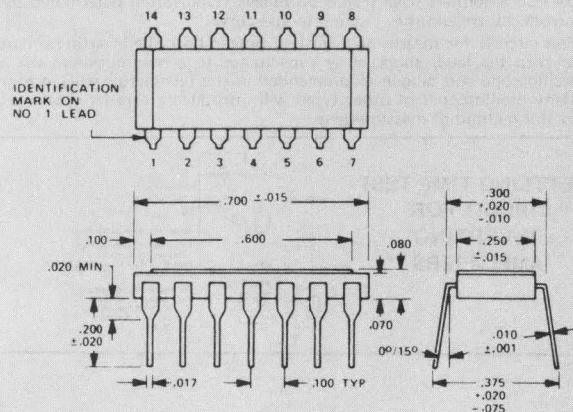 14 13 12 11 10 9 8
IDENTIFICATION
MARK ON
NO 1 LEAD
1 2 3 4 5 6 7
.700 ±.015
.300
+.020
-.010
.100
.600
.080
.250
±.015
.020 MIN
.200
±.020
.070
.010
±.001
0°/15°
.017
.100 TYP
.375
+.020
-.075